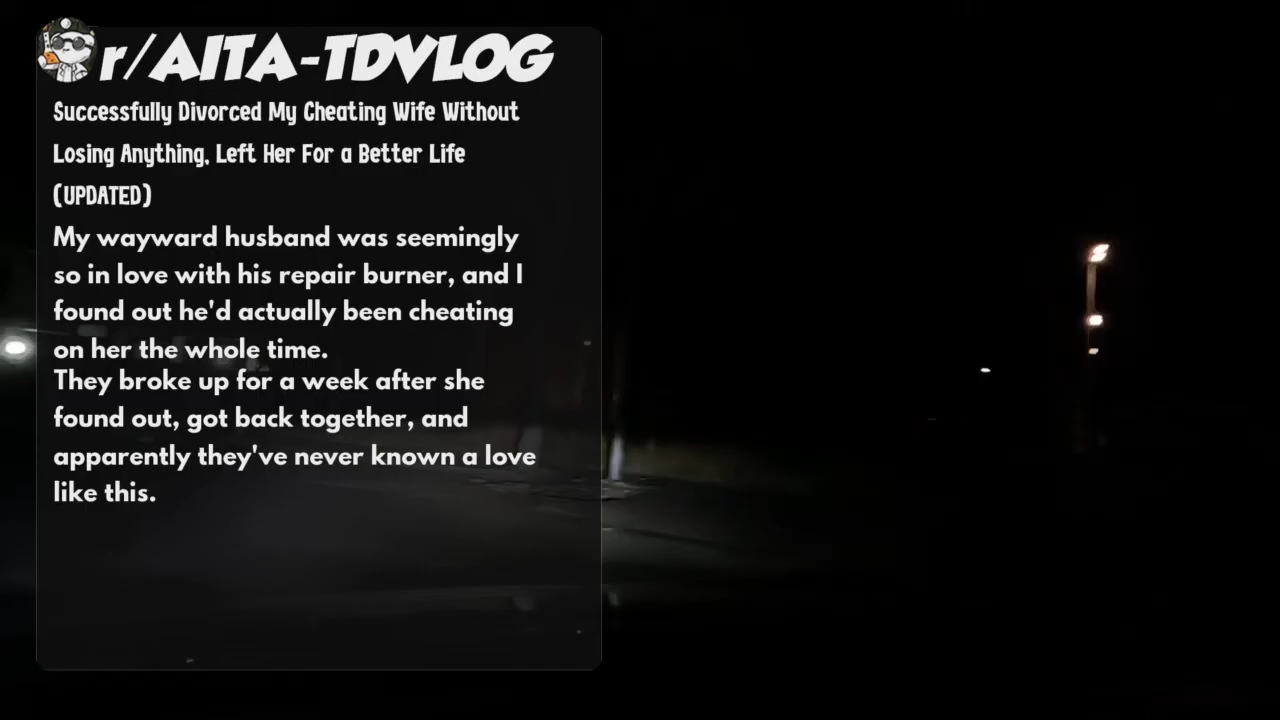 r/AITA-TDVLOG
Successfully Divorced My Cheating Wife Without
Losing Anything, Left Her For a Better Life
(UPDATED)
My wayward husband was seemingly
so in love with his repair burner, and I
found out he'd actually been cheating
on her the whole time.
They broke up for a week after she
found out, got back together, and
apparently they've never known a love
like this.